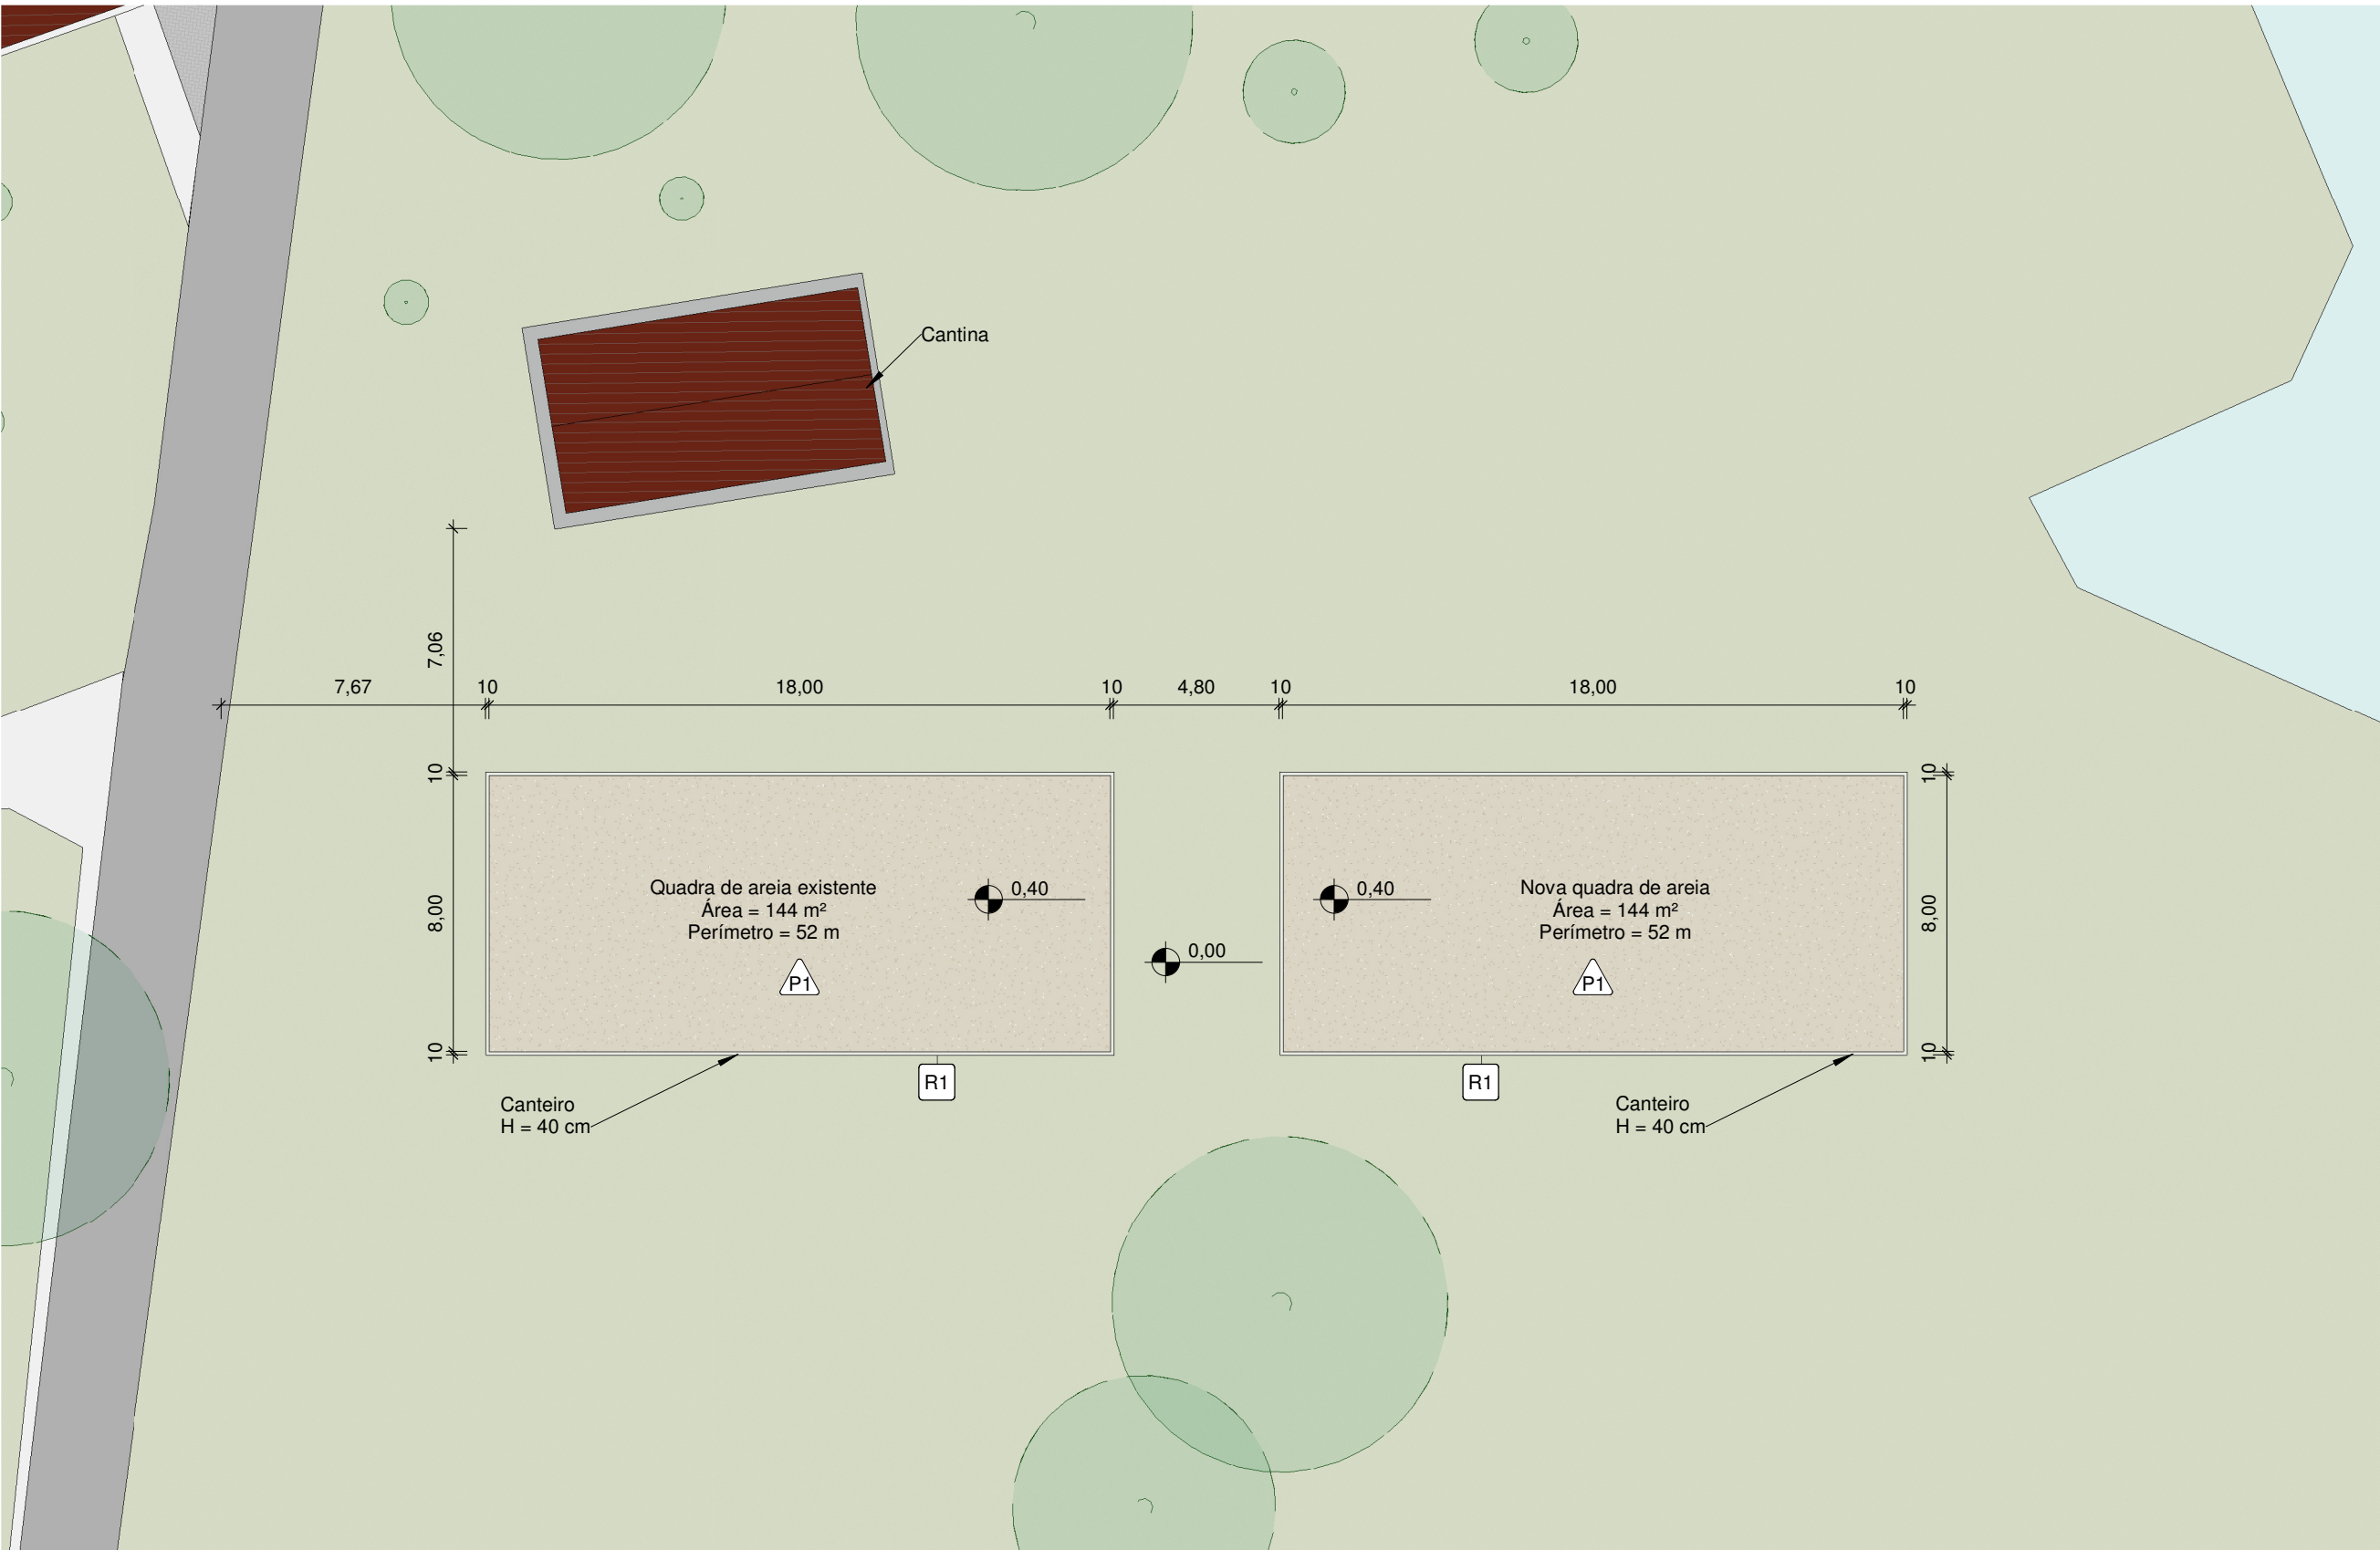 Cantina
7,06
7,67
10
18,00
10
4,80
10
18,00
10
10
10
8,00
8,00
10
10
Quadra de areia existente
Área = 144 m²
Perímetro = 52 m
P1
0,40
0,00
0,40
Nova quadra de areia
Área = 144 m²
Perímetro = 52 m
P1
R1
R1
Canteiro
H = 40 cm
Canteiro
H = 40 cm